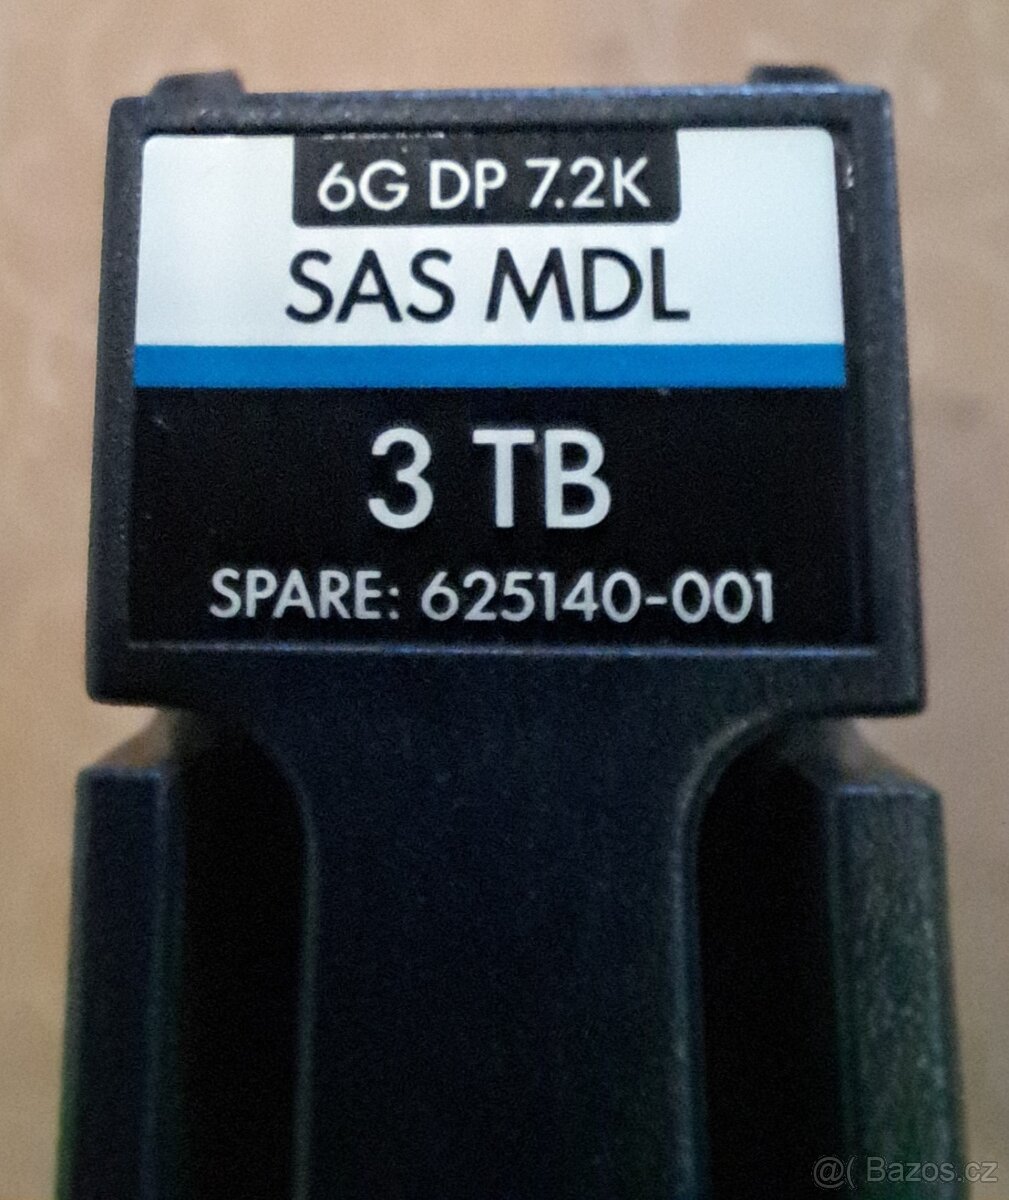 6G DP 7.2K
SAS MDL
3 TB
SPARE: 625140-001
@( Bazos.cz